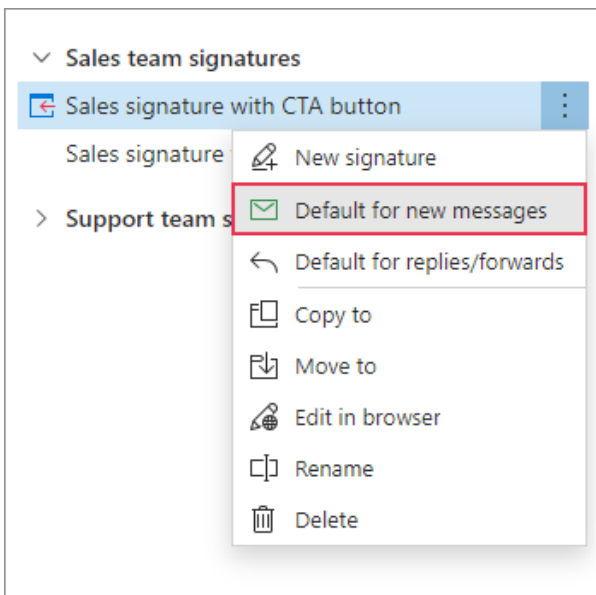 Sales team signatures
Sales signature with CTA button
Sales signature
New signature
Support team s
Default for new messages
Default for replies/forwards
Copy to
Move to
Edit in browser
Rename
Delete